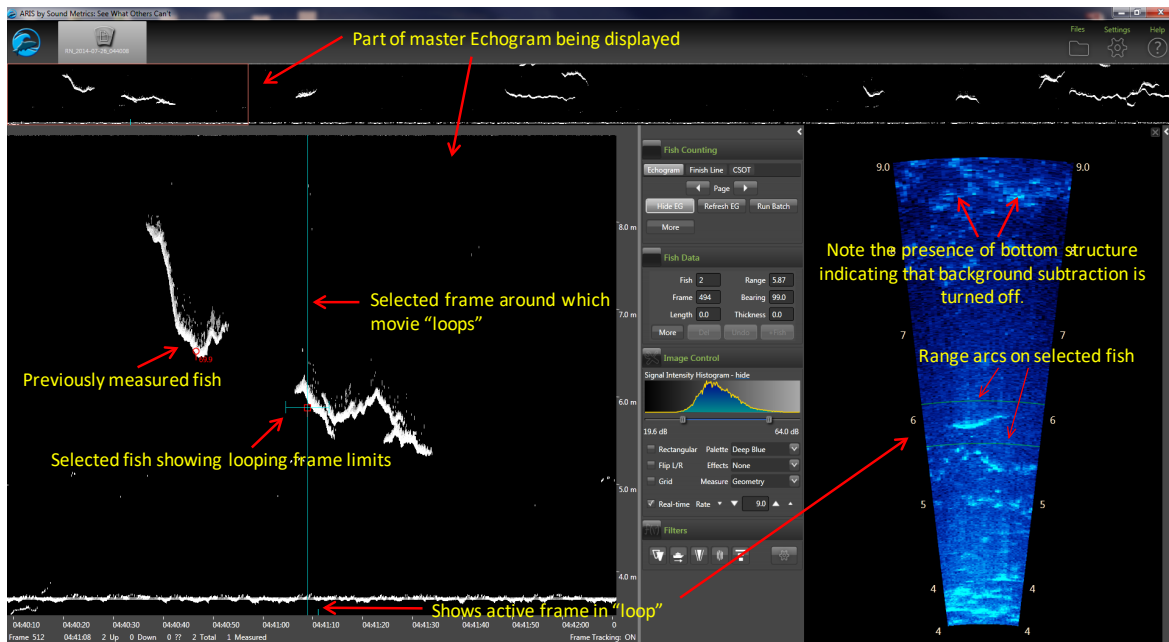 ARIS by Sound Metrics: See What Others Can't
RN_2014-07-28_044008
Files Settings Help
Part of master Echogram being displayed
Fish Counting
Echogram Finish Line CSOT
Page
Hide EG Refresh EG Run Batch
More
Fish Data
Fish 2 Range 5.87
Frame 494 Bearing 99.0
Length 0.0 Thickness 0.0
More Del Undo +Fish
Image Control
Signal Intensity Histogram - hide
19.6 dB 64.0 dB
Rectangular Palette Deep Blue
Flip L/R Effects None
Grid Measure Geometry
Real-time Rate 9.0
Filters
8.0 m
7.0 m
6.0 m
5.0 m
4.0 m
Selected frame around which
movie “loops”
Previously measured fish
Selected fish showing looping frame limits
Shows active frame in “loop”
9.0 9.0
Note the presence of bottom structure
indicating that background subtraction is
turned off.
7 7
Range arcs on selected fish
6 6
5 5
4 4
4 4
04:40:10 04:40:20 04:40:30 04:40:40 04:40:50 04:41:00 04:41:10 04:41:20 04:41:30 04:41:40 04:41:50 04:42:00 0
Frame 512 04:41:08 2 Up 0 Down 0 ?? 2 Total 1 Measured Frame Tracking: ON